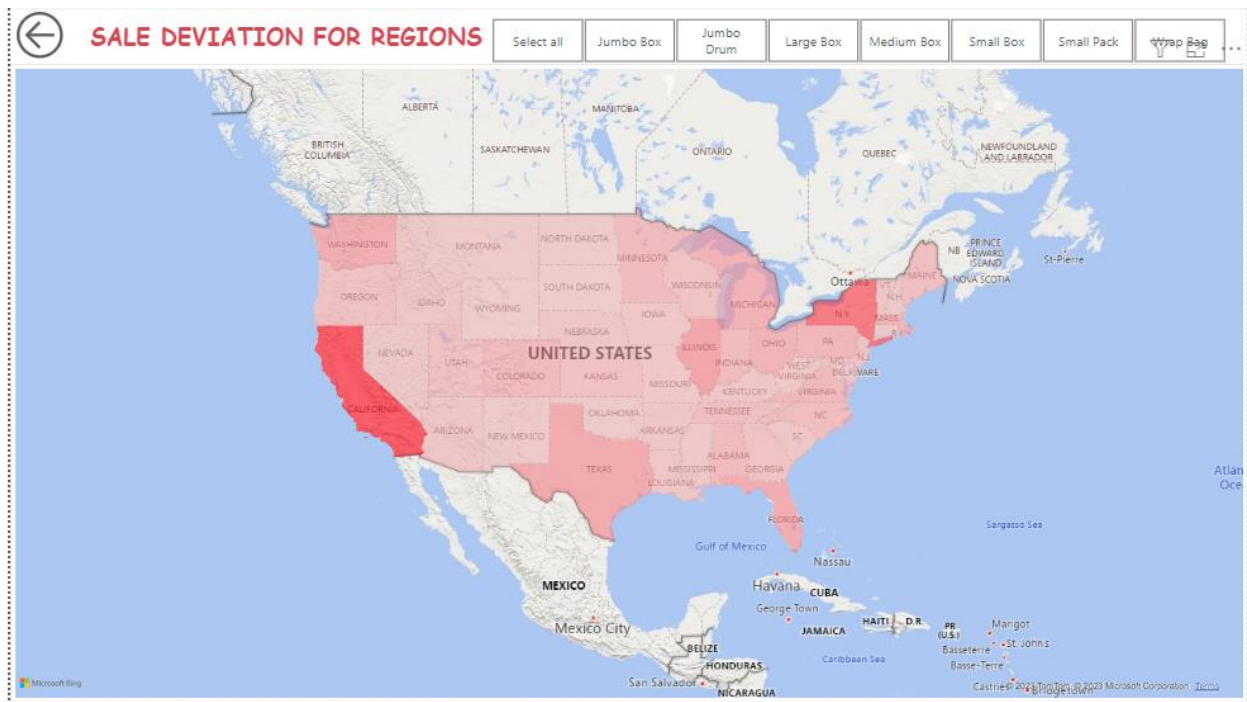 SALE DEVIATION FOR REGIONS
Select all
Jumbo Box
Jumbo
Drum
Large Box
Medium Box
Small Box
Small Pack
Wrap Bag
ALBERTA
MANITOBA
BRITISH
COLUMBIA
SASKATCHEWAN
ONTARIO
QUEBEC
NEWFOUNDLAND
AND LABRADOR
WASHINGTON
MONTANA
NORTH DAKOTA
MINNESOTA
NB
PRINCE
EDWARD
ISLAND
St-Pierre
Ottawa
MAINE
NOVA SCOTIA
OREGON
IDAHO
WYOMING
SOUTH DAKOTA
WISCONSIN
MICHIGAN
VT
N.H.
N.Y.
MASS
R.I.
IOWA
NEBRASKA
NEVADA
UTAH
UNITED STATES
ILLINOIS
INDIANA
OHIO
PA
N.J.
MD
DELAWARE
COLORADO
KANSAS
MISSOURI
WEST
VIRGINIA
KENTUCKY
VIRGINIA
CALIFORNIA
ARIZONA
NEW MEXICO
OKLAHOMA
ARKANSAS
TENNESSEE
NC
SC
TEXAS
MISSISSIPPI
ALABAMA
GEORGIA
LOUISIANA
Atlan
Oce
FLORIDA
Sargasso Sea
Gulf of Mexico
Nassau
MEXICO
Havana
CUBA
George Town
Mexico City
JAMAICA
HAITI
D.R.
PR
(U.S.)
Marigot
St. John's
Basseterre
BELIZE
Caribbean Sea
Basse-Terre
HONDURAS
San Salvador
NICARAGUA
Castries
Bridgetown
Microsoft Bing
© 2023 TomTom, © 2023 Microsoft Corporation
Terms